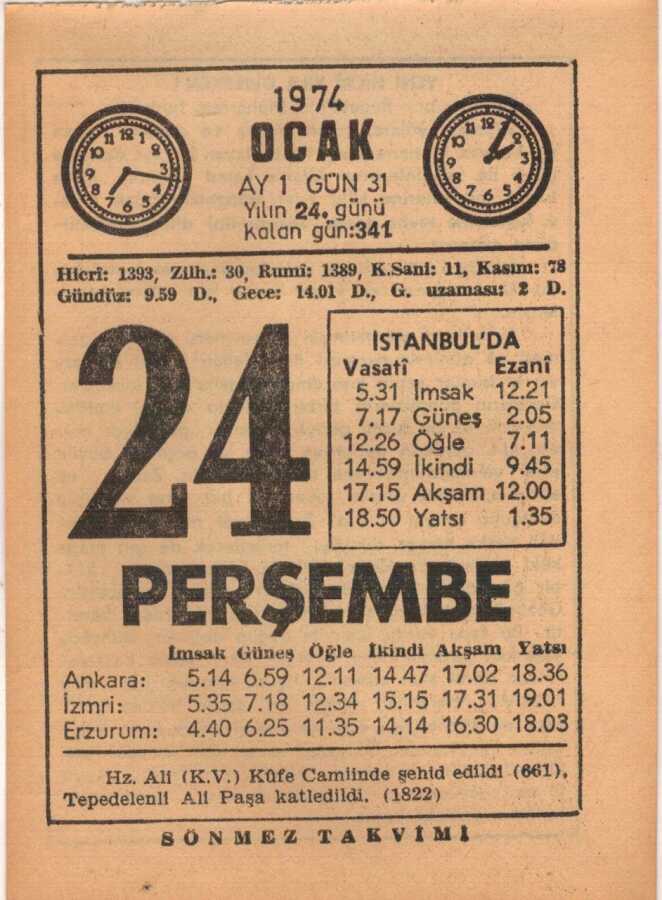 1974
OCAK
AY 1 GÜN 31
Yılın 24. günü
kalan gün:341
Hicrî: 1393, Zilh.: 30, Rumî: 1389, K.Sani: 11, Kasım: 78
Gündüz: 9.59 D., Gece: 14.01 D., G. uzaması: 2 D.
24
İSTANBUL'DA
Vasatî Ezanî
5.31 İmsak 12.21
7.17 Güneş 2.05
12.26 Öğle 7.11
14.59 İkindi 9.45
17.15 Akşam 12.00
18.50 Yatsı 1.35
PERŞEMBE
İmsak Güneş Öğle İkindi Akşam Yatsı
Ankara: 5.14 6.59 12.11 14.47 17.02 18.36
İzmri: 5.35 7.18 12.34 15.15 17.31 19.01
Erzurum: 4.40 6.25 11.35 14.14 16.30 18.03
Hz. Ali (K.V.) Kûfe Camiinde şehid edildi (661),
Tepedelenli Ali Paşa katledildi. (1822)
SÖNMEZ TAKVİMİ